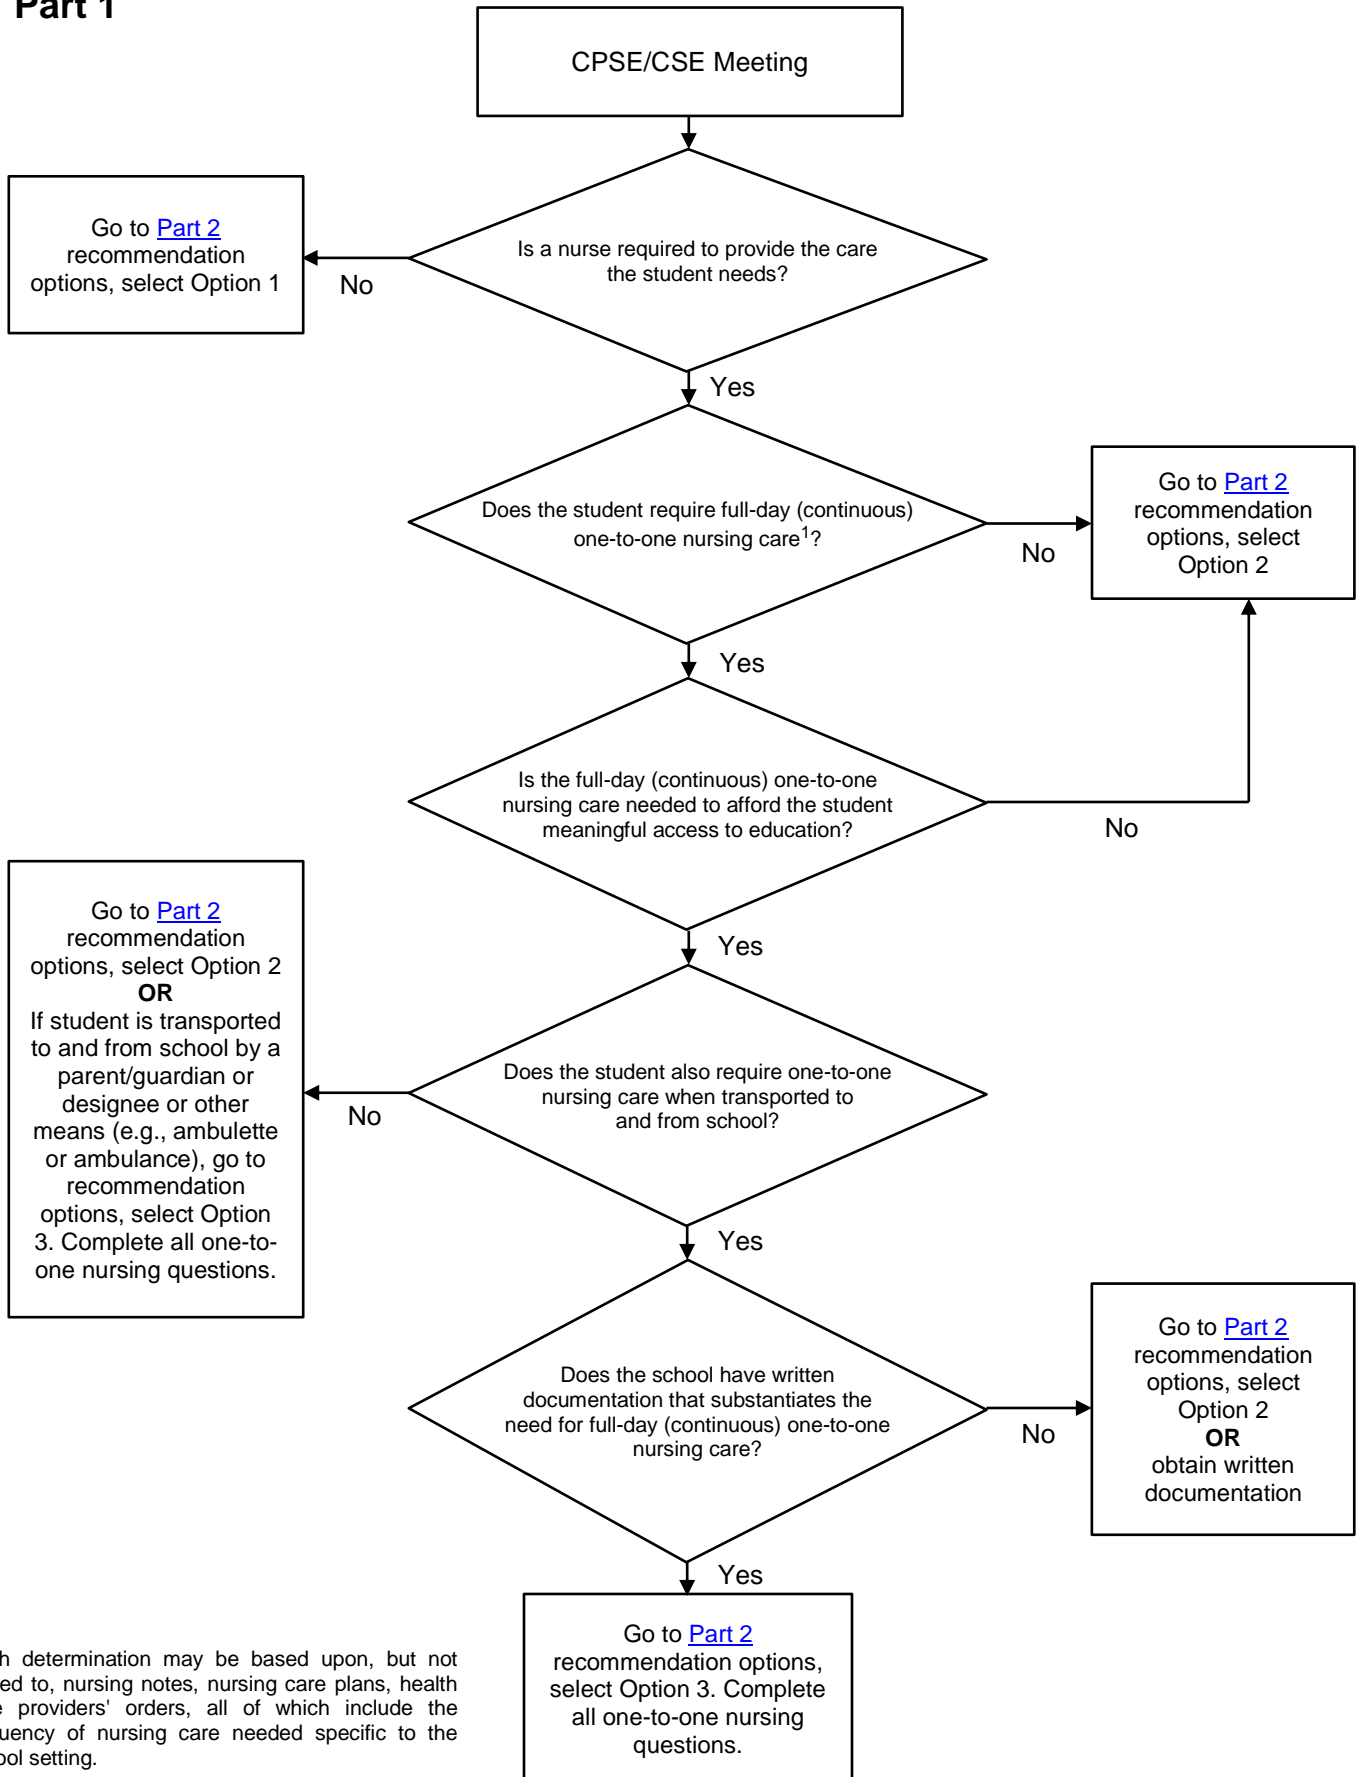 Part 1
CPSE/CSE Meeting
Is a nurse required to provide the care
the student needs?
No
Go to Part 2
recommendation
options, select Option 1
Yes
Does the student require full-day (continuous)
one-to-one nursing care1?
No
Go to Part 2
recommendation
options, select
Option 2
Yes
Is the full-day (continuous) one-to-one
nursing care needed to afford the student
meaningful access to education?
No
Yes
Does the student also require one-to-one
nursing care when transported to
and from school?
No
Go to Part 2
recommendation
options, select Option 2
OR
If student is transported
to and from school by a
parent/guardian or
designee or other
means (e.g., ambulette
or ambulance), go to
recommendation
options, select Option
3. Complete all one-to-
one nursing questions.
Yes
Does the school have written
documentation that substantiates the
need for full-day (continuous) one-to-one
nursing care?
No
Go to Part 2
recommendation
options, select
Option 2
OR
obtain written
documentation
Yes
Go to Part 2
recommendation options,
select Option 3. Complete
all one-to-one nursing
questions.
determination may be based upon, but not
to, nursing notes, nursing care plans, health
providers' orders, all of which include the
of nursing care needed specific to the
setting.